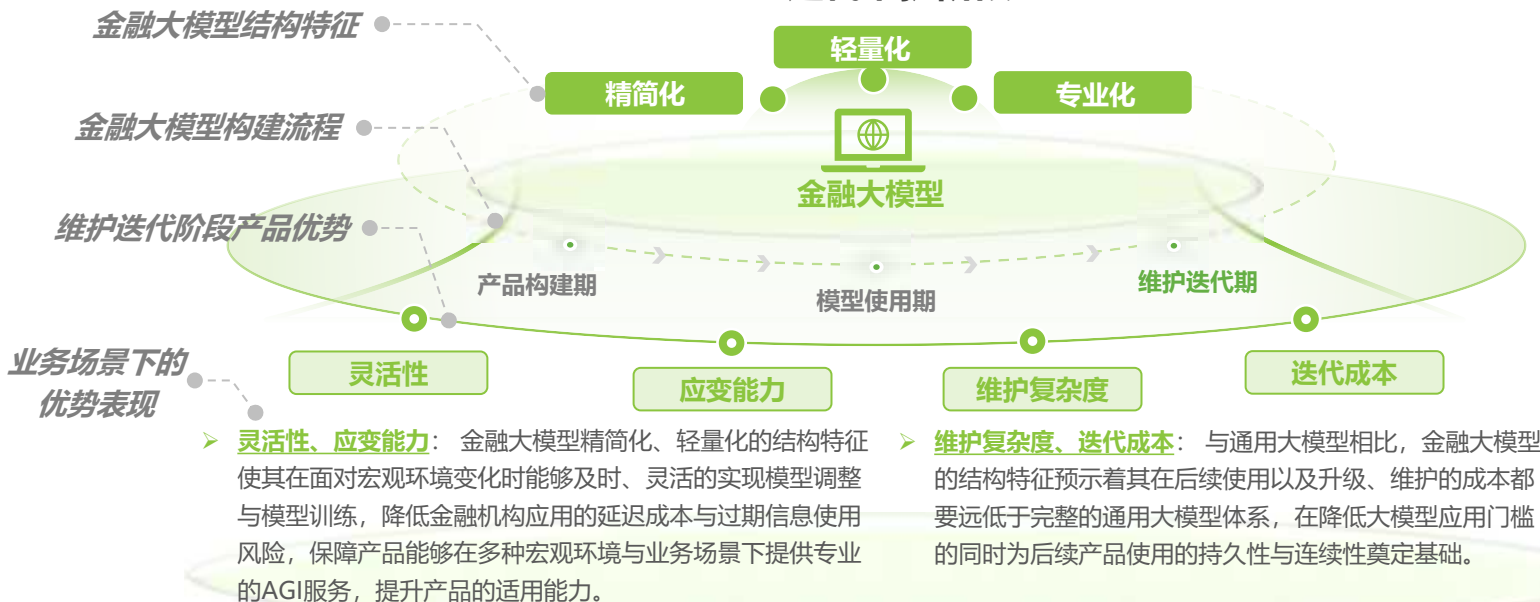 金融大模型结构特征
轻量化
精简化
专业化
金融大模型构建流程
金融大模型
维护迭代阶段产品优势
产品构建期
模型使用期
维护迭代期
业务场景下的
优势表现
灵活性
应变能力
维护复杂度
迭代成本
➢ 灵活性、应变能力： 金融大模型精简化、轻量化的结构特征
使其在面对宏观环境变化时能够及时、灵活的实现模型调整
与模型训练，降低金融机构应用的延迟成本与过期信息使用
风险，保障产品能够在多种宏观环境与业务场景下提供专业
的AGI服务，提升产品的适用能力。
➢ 维护复杂度、迭代成本： 与通用大模型相比，金融大模型
的结构特征预示着其在后续使用以及升级、维护的成本都
要远低于完整的通用大模型体系，在降低大模型应用门槛
的同时为后续产品使用的持久性与连续性奠定基础。